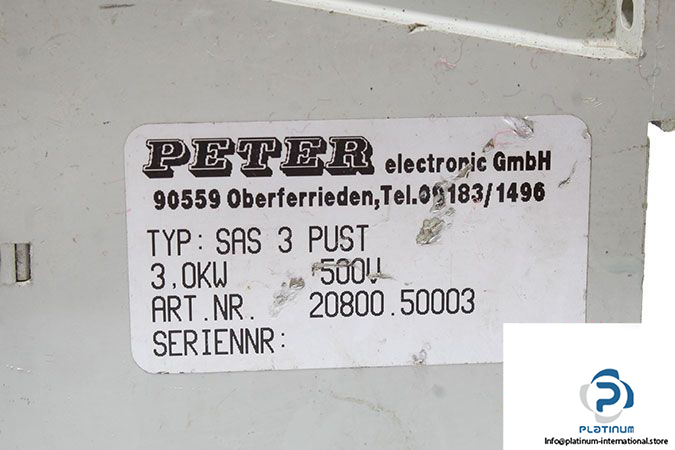 PETER electronic GmbH
90559 Oberferrieden,Tel.09183/1496
TYP: SAS 3 PUST
3,0KW 500V
ART.NR. 20800.50003
SERIENNR:
PLATINUM
Info@platinum-international.store